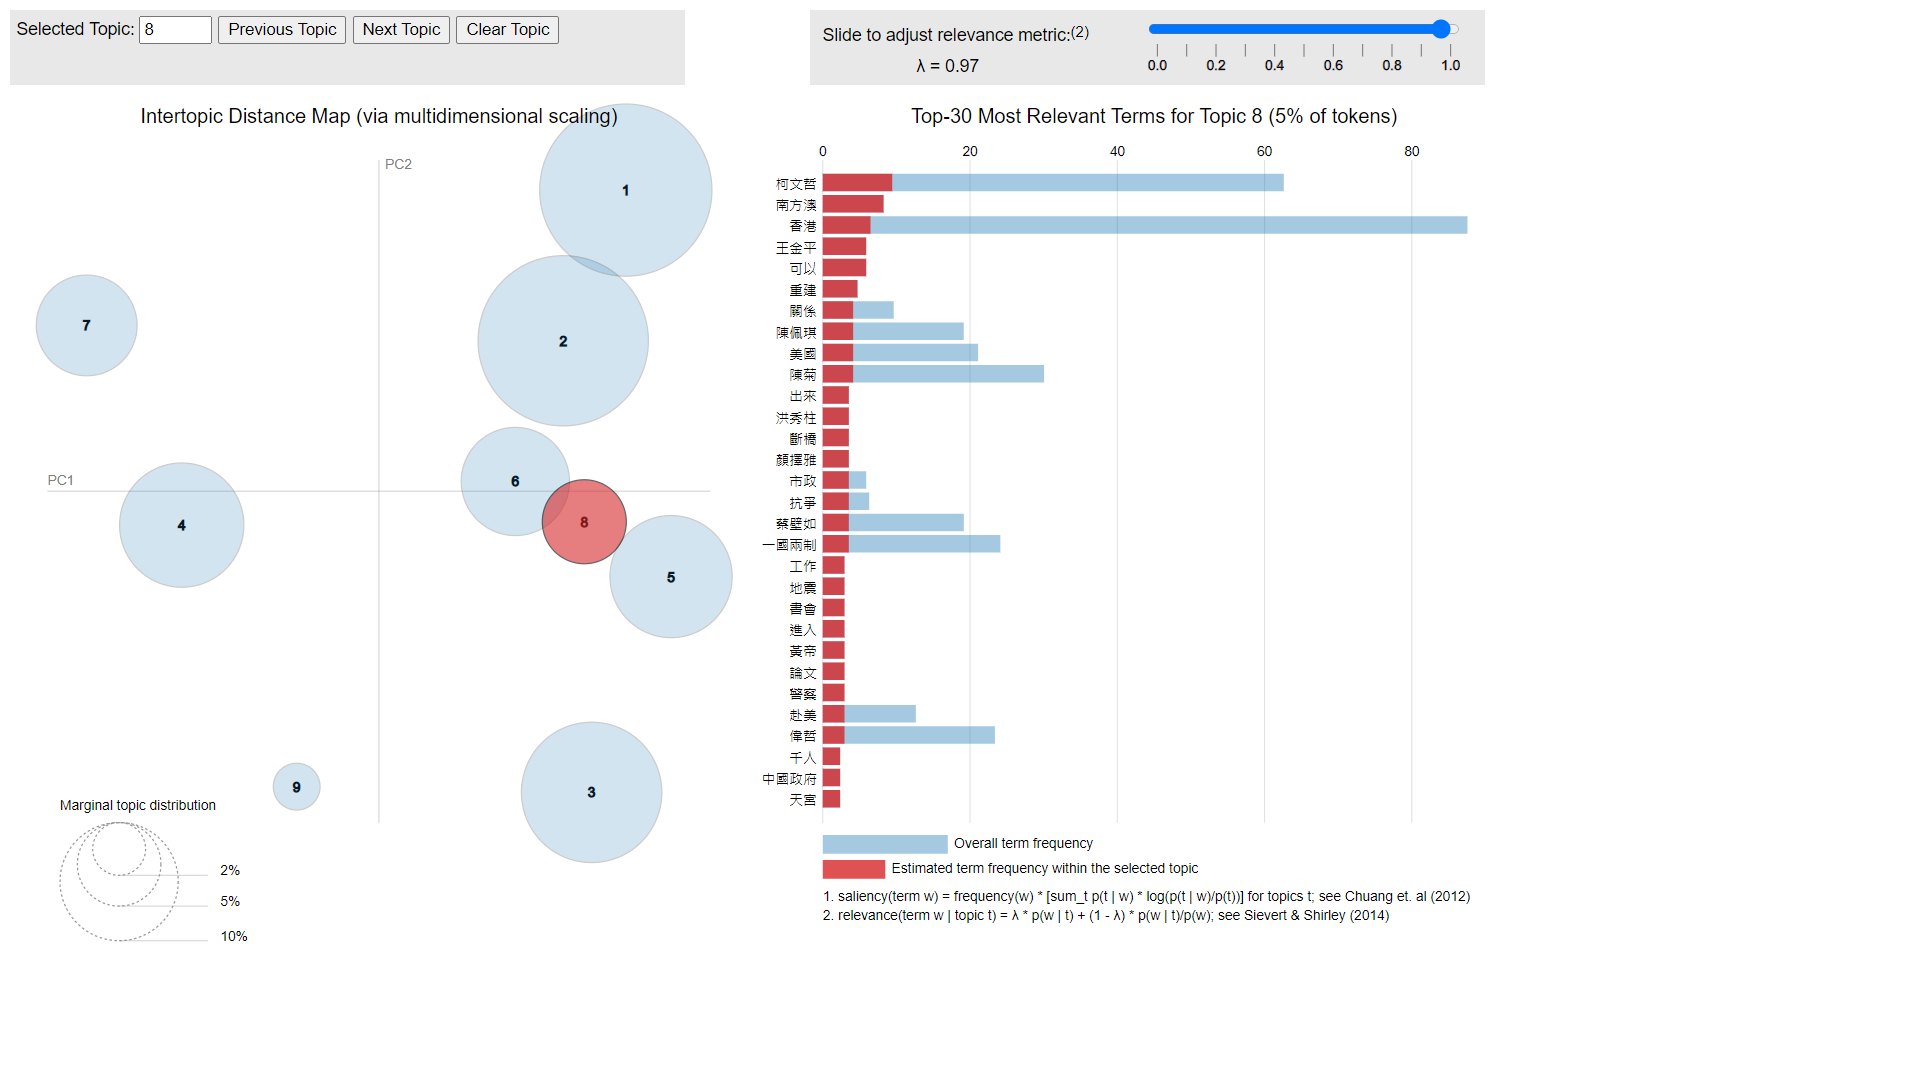 Selected Topic: 8 Previous Topic Next Topic Clear Topic
Slide to adjust relevance metric:(2)
λ = 0.97
0.0 0.2 0.4 0.6 0.8 1.0
Intertopic Distance Map (via multidimensional scaling)
PC2
PC1
1
2
3
4
5
6
7
8
9
Marginal topic distribution
2%
5%
10%
Top-30 Most Relevant Terms for Topic 8 (5% of tokens)
0 20 40 60 80
柯文哲
南方澳
香港
王金平
可以
重建
關係
陳佩琪
美國
陳菊
出來
洪秀柱
斷橋
顏擇雅
市政
抗爭
蔡壁如
一國兩制
工作
地震
書會
進入
黃帝
論文
警察
赴美
偉哲
千人
中國政府
天宮
Overall term frequency
Estimated term frequency within the selected topic
1. saliency(term w) = frequency(w) * [sum_t p(t | w) * log(p(t | w)/p(t))] for topics t; see Chuang et. al (2012)
2. relevance(term w | topic t) = λ * p(w | t) + (1 - λ) * p(w | t)/p(w); see Sievert & Shirley (2014)